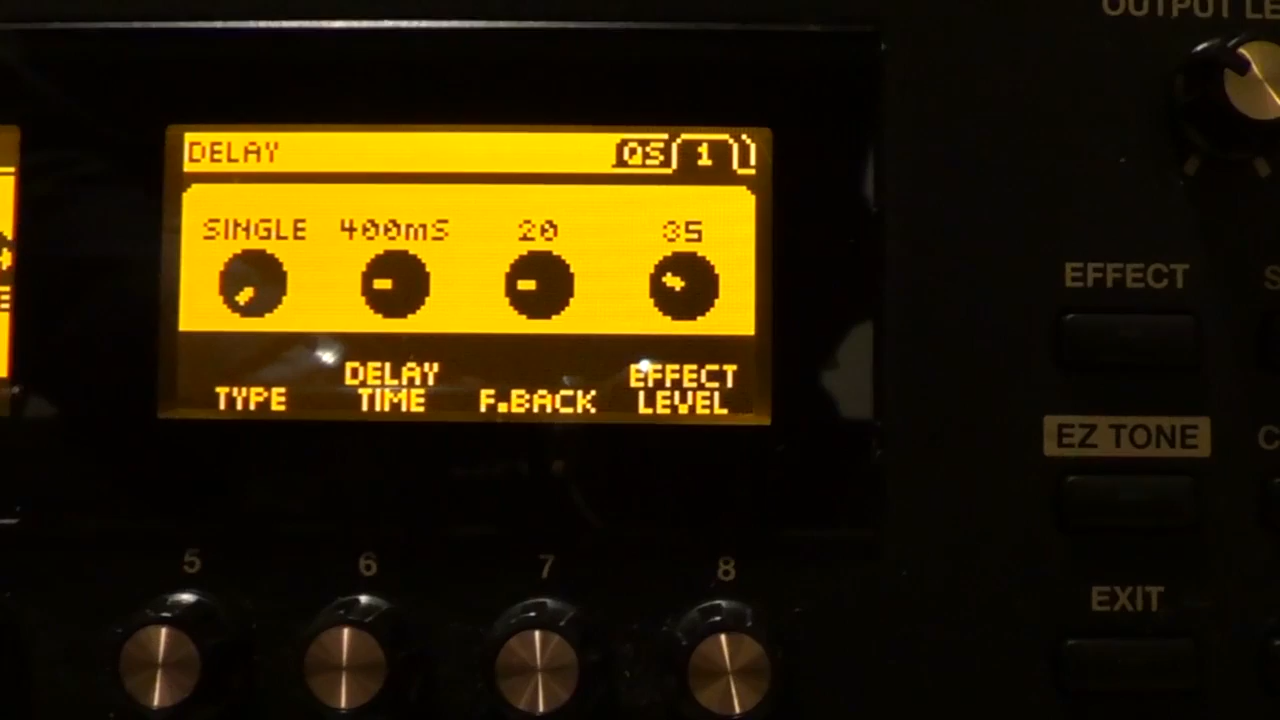 OUTPUT LE
DELAY QS 1
SINGLE 400mS 20 35
TYPE DELAY TIME F.BACK EFFECT LEVEL
EFFECT
EZ TONE
EXIT
5 6 7 8